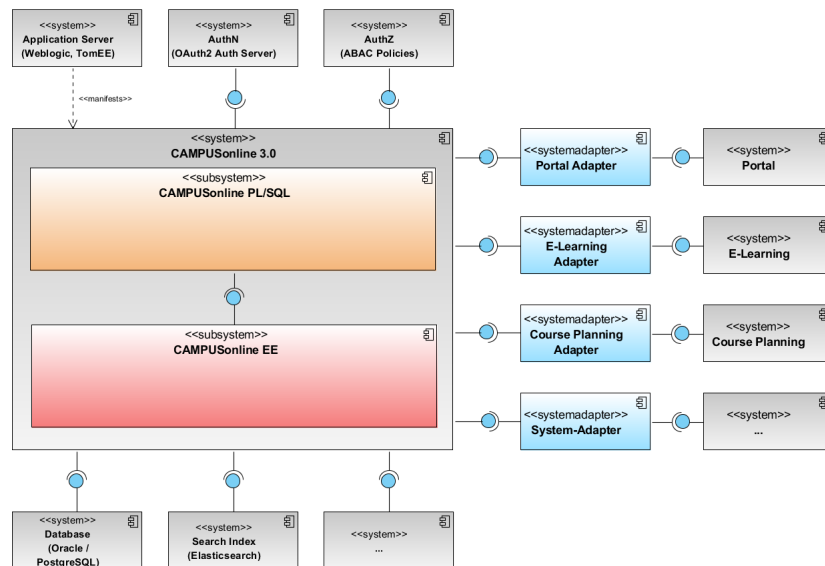 <<system>>
Application Server
(Weblogic, TomEE)
<<system>>
AuthN
(OAuth2 Auth Server)
<<system>>
AuthZ
(ABAC Policies)
<<manifests>>
<<system>>
CAMPUSonline 3.0
<<subsystem>>
CAMPUSonline PL/SQL
<<subsystem>>
CAMPUSonline EE
<<systemadapter>>
Portal Adapter
<<system>>
Portal
<<systemadapter>>
E-Learning
Adapter
<<system>>
E-Learning
<<systemadapter>>
Course Planning
Adapter
<<system>>
Course Planning
<<systemadapter>>
System-Adapter
<<system>>
...
<<system>>
Database
(Oracle /
PostgreSQL)
<<system>>
Search Index
(Elasticsearch)
<<system>>
...